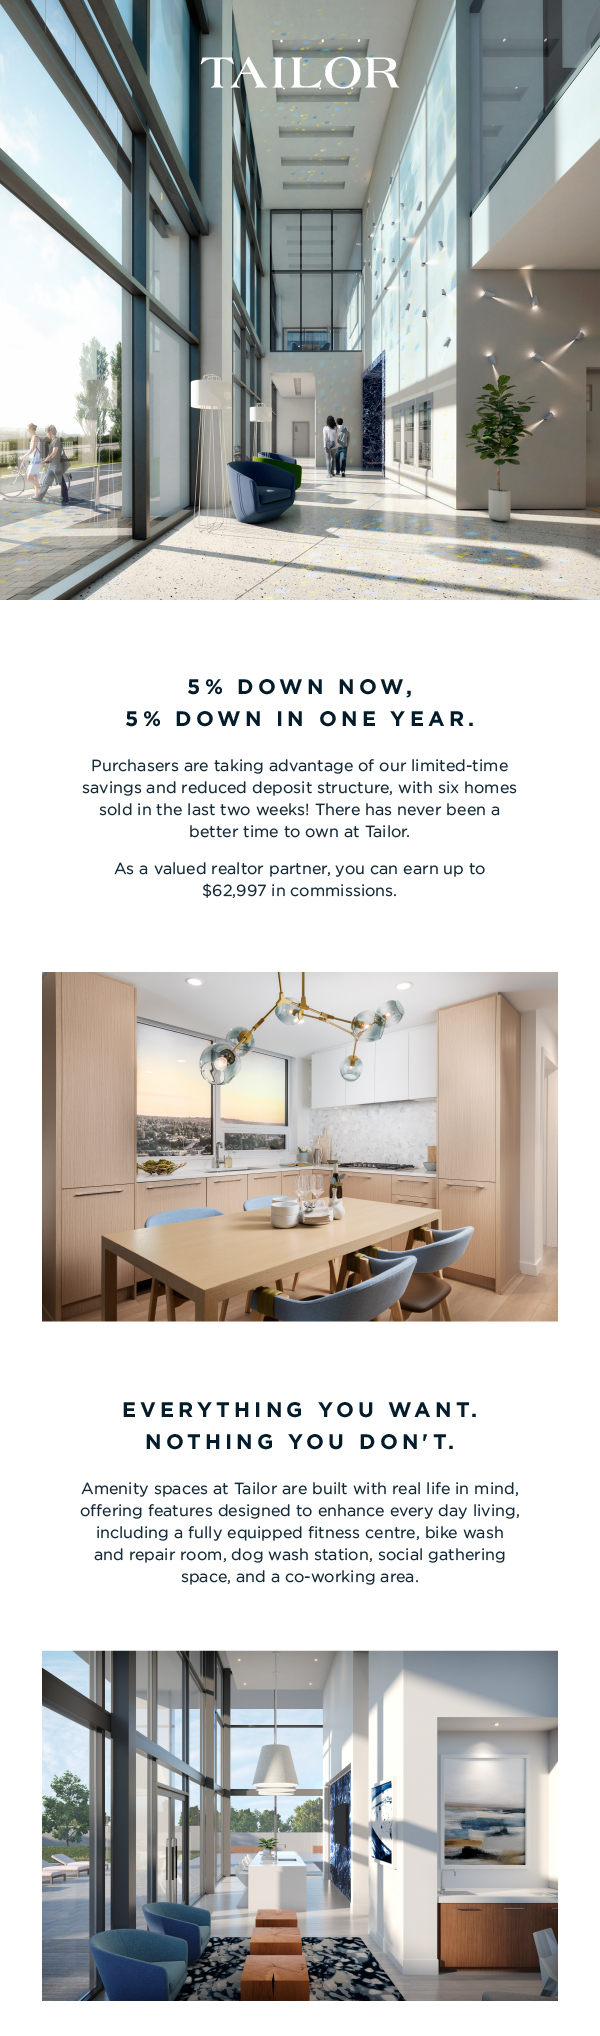 TAILOR
5% DOWN NOW,
5% DOWN IN ONE YEAR.
Purchasers are taking advantage of our limited-time
savings and reduced deposit structure, with six homes
sold in the last two weeks! There has never been a
better time to own at Tailor.
As a valued realtor partner, you can earn up to
$62,997 in commissions.
EVERYTHING YOU WANT.
NOTHING YOU DON'T.
Amenity spaces at Tailor are built with real life in mind,
offering features designed to enhance every day living,
including a fully equipped fitness centre, bike wash
and repair room, dog wash station, social gathering
space, and a co-working area.